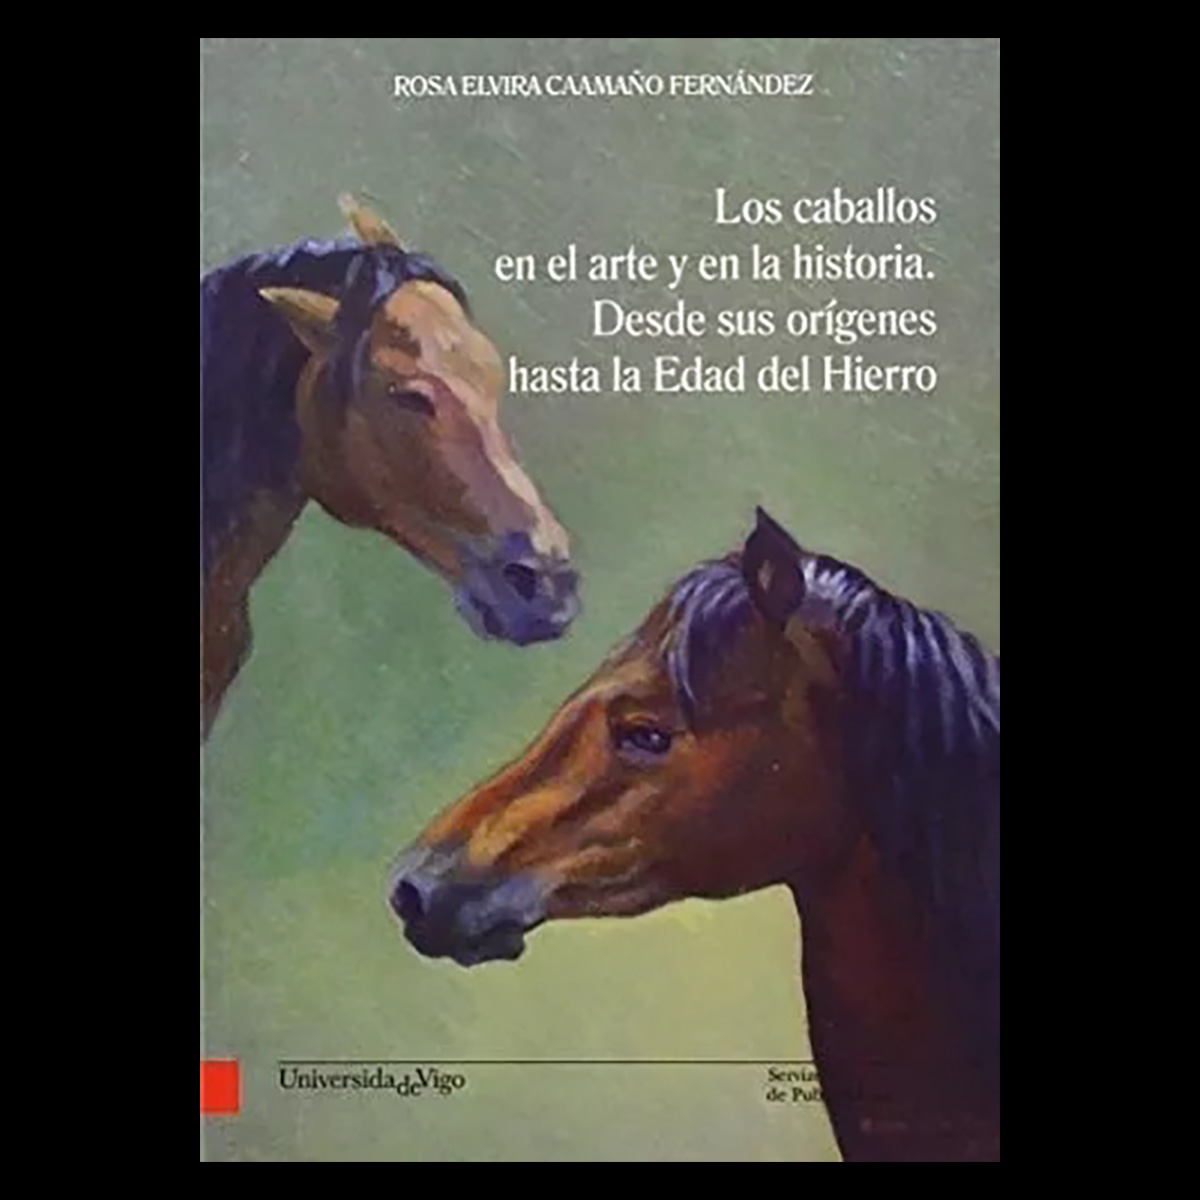 ROSA ELVIRA CAAMAÑO FERNÁNDEZ
Los caballos
en el arte y en la historia.
Desde sus orígenes
hasta la Edad del Hierro
UniversidadeVigo
de